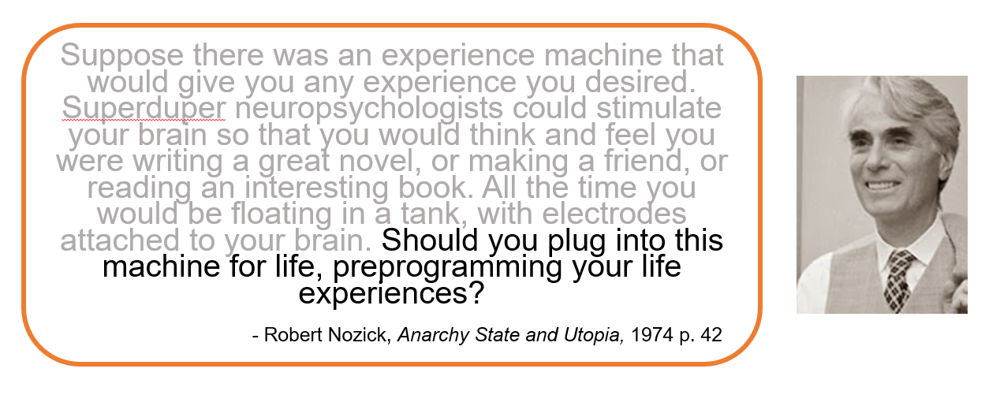 Suppose there was an experience machine that
would give you any experience you desired.
Superduper neuropsychologists could stimulate
your brain so that you would think and feel you
were writing a great novel, or making a friend, or
reading an interesting book. All the time you
would be floating in a tank, with electrodes
attached to your brain. Should you plug into this
machine for life, preprogramming your life
experiences?
- Robert Nozick, Anarchy State and Utopia, 1974 p. 42